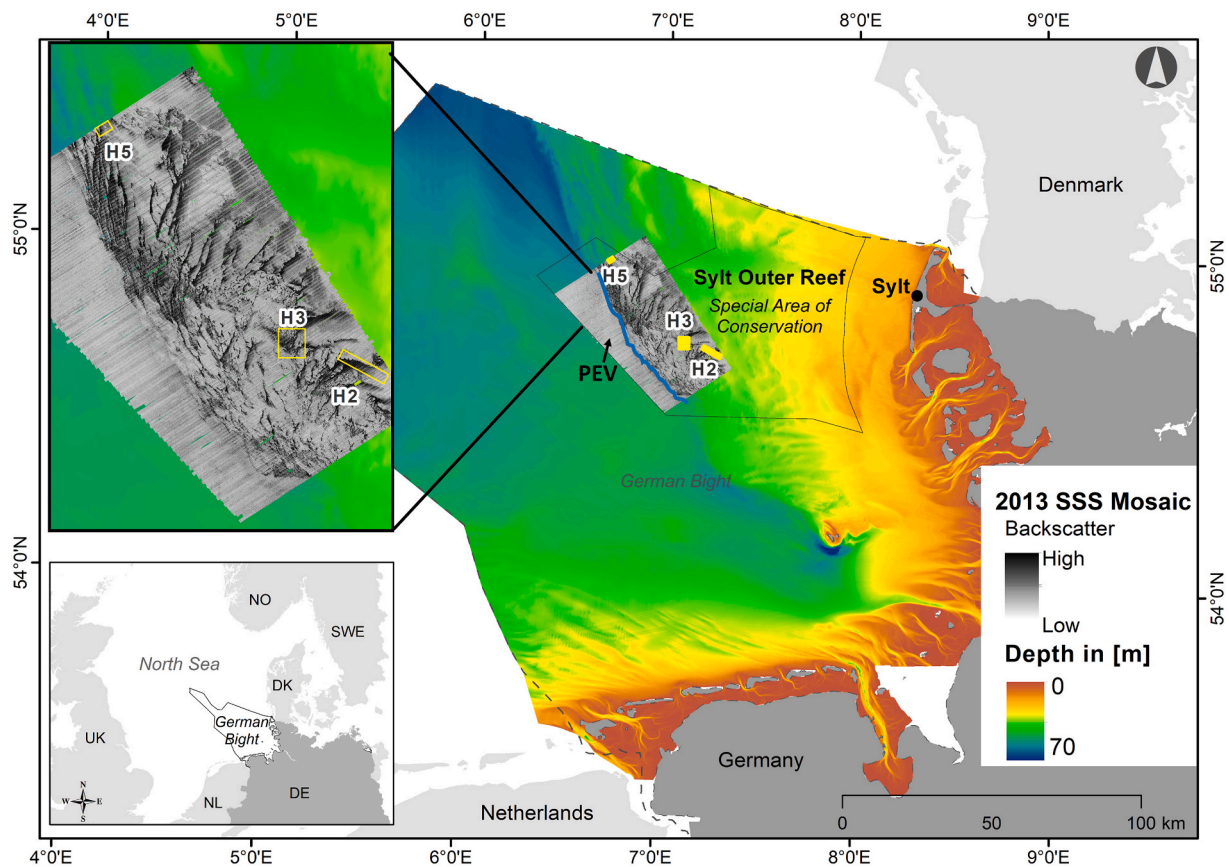 4°0'E
5°0'E
6°0'E
7°0'E
8°0'E
9°0'E
55°0'N
54°0'N
55°0'N
54°0'N
H5
H3
H2
Denmark
Sylt Outer Reef
Special Area of
Conservation
Sylt
H5
H3
H2
PEV
German Bight
2013 SSS Mosaic
Backscatter
High
Low
Depth in [m]
0
70
NO
SWE
North Sea
DK
German
Bight
UK
NL
DE
N
W
E
S
Germany
Netherlands
0
50
100 km
4°0'E
5°0'E
6°0'E
7°0'E
8°0'E
9°0'E